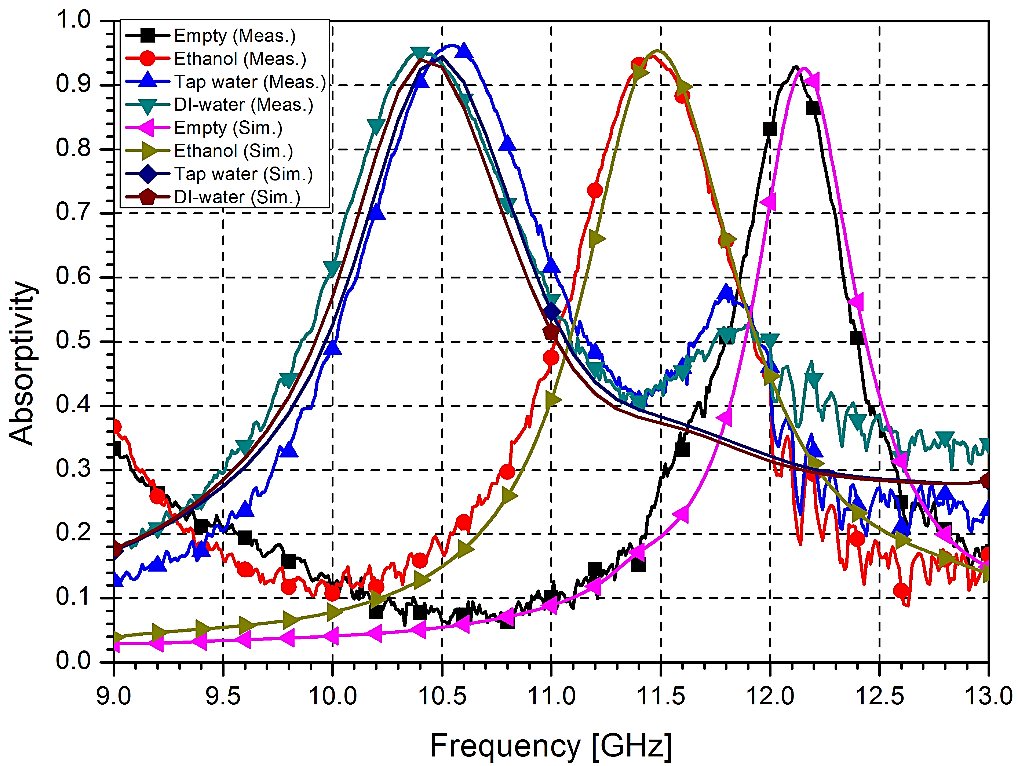 1.0
0.9
0.8
0.7
0.6
0.5
0.4
0.3
0.2
0.1
0.0
Absorptivity
Empty (Meas.)
Ethanol (Meas.)
Tap water (Meas.)
DI-water (Meas.)
Empty (Sim.)
Ethanol (Sim.)
Tap water (Sim.)
DI-water (Sim.)
9.0 9.5 10.0 10.5 11.0 11.5 12.0 12.5 13.0
Frequency [GHz]